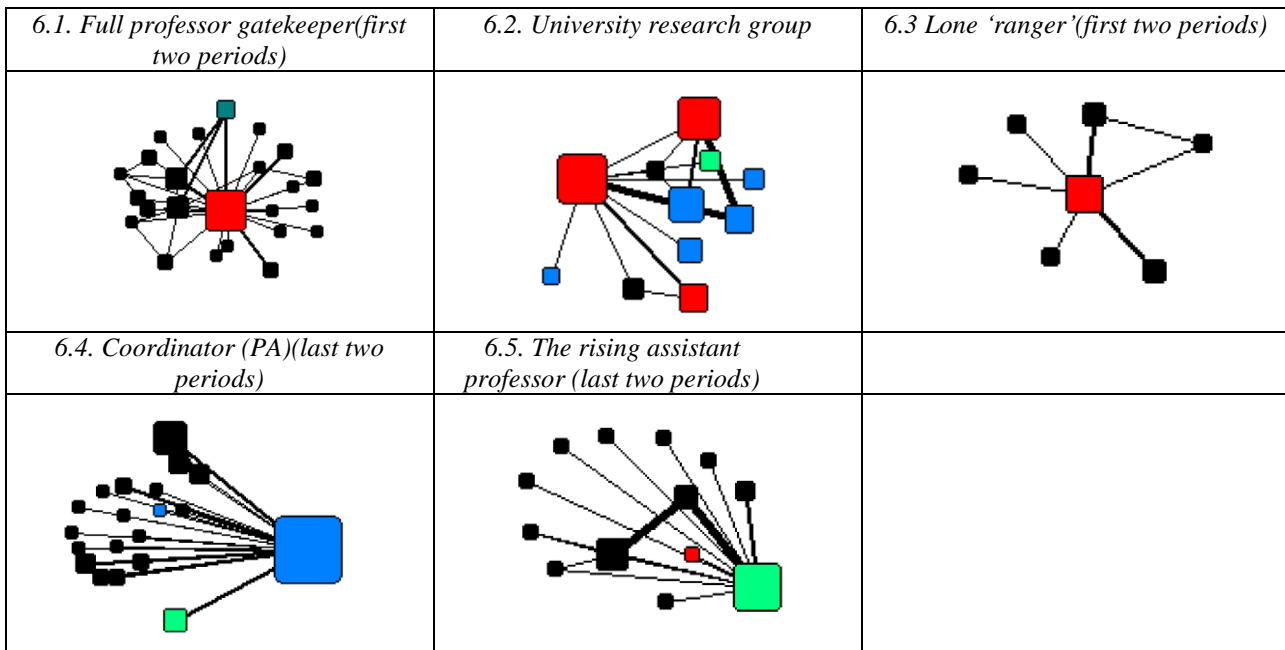 6.1. Full professor gatekeeper(first
two periods)
6.2. University research group
6.3 Lone ‘ranger’(first two periods)
6.4. Coordinator (PA)(last two
periods)
6.5. The rising assistant
professor (last two periods)